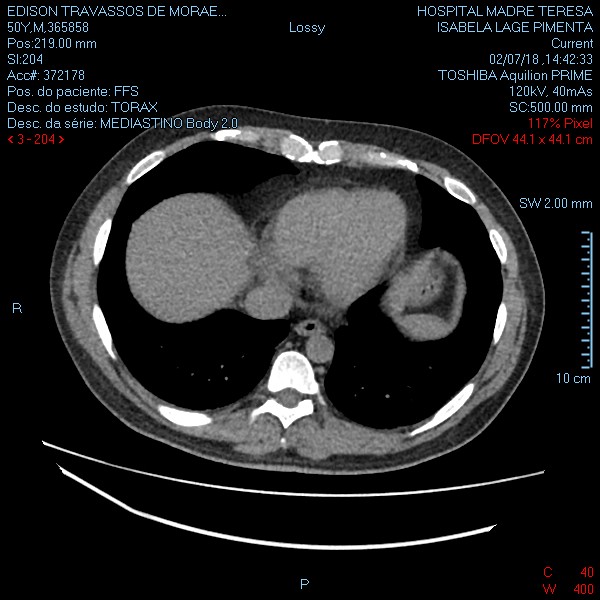 EDISON TRAVASSOS DE MORAE...
50Y,M,365858
Pos:219.00 mm
Sl:204
Acc#: 372178
Pos. do paciente: FFS
Desc. do estudo: TORAX
Desc. da série: MEDIASTINO Body 2.0
< 3 - 204 >
Lossy
HOSPITAL MADRE TERESA
ISABELA LAGE PIMENTA
Current
02/07/18 ,14:42:33
TOSHIBA Aquilion PRIME
120kV, 40mAs
SC:500.00 mm
117% Pixel
DFOV 44.1 x 44.1 cm
SW 2.00 mm
R
10 cm
P
C 40
W 400